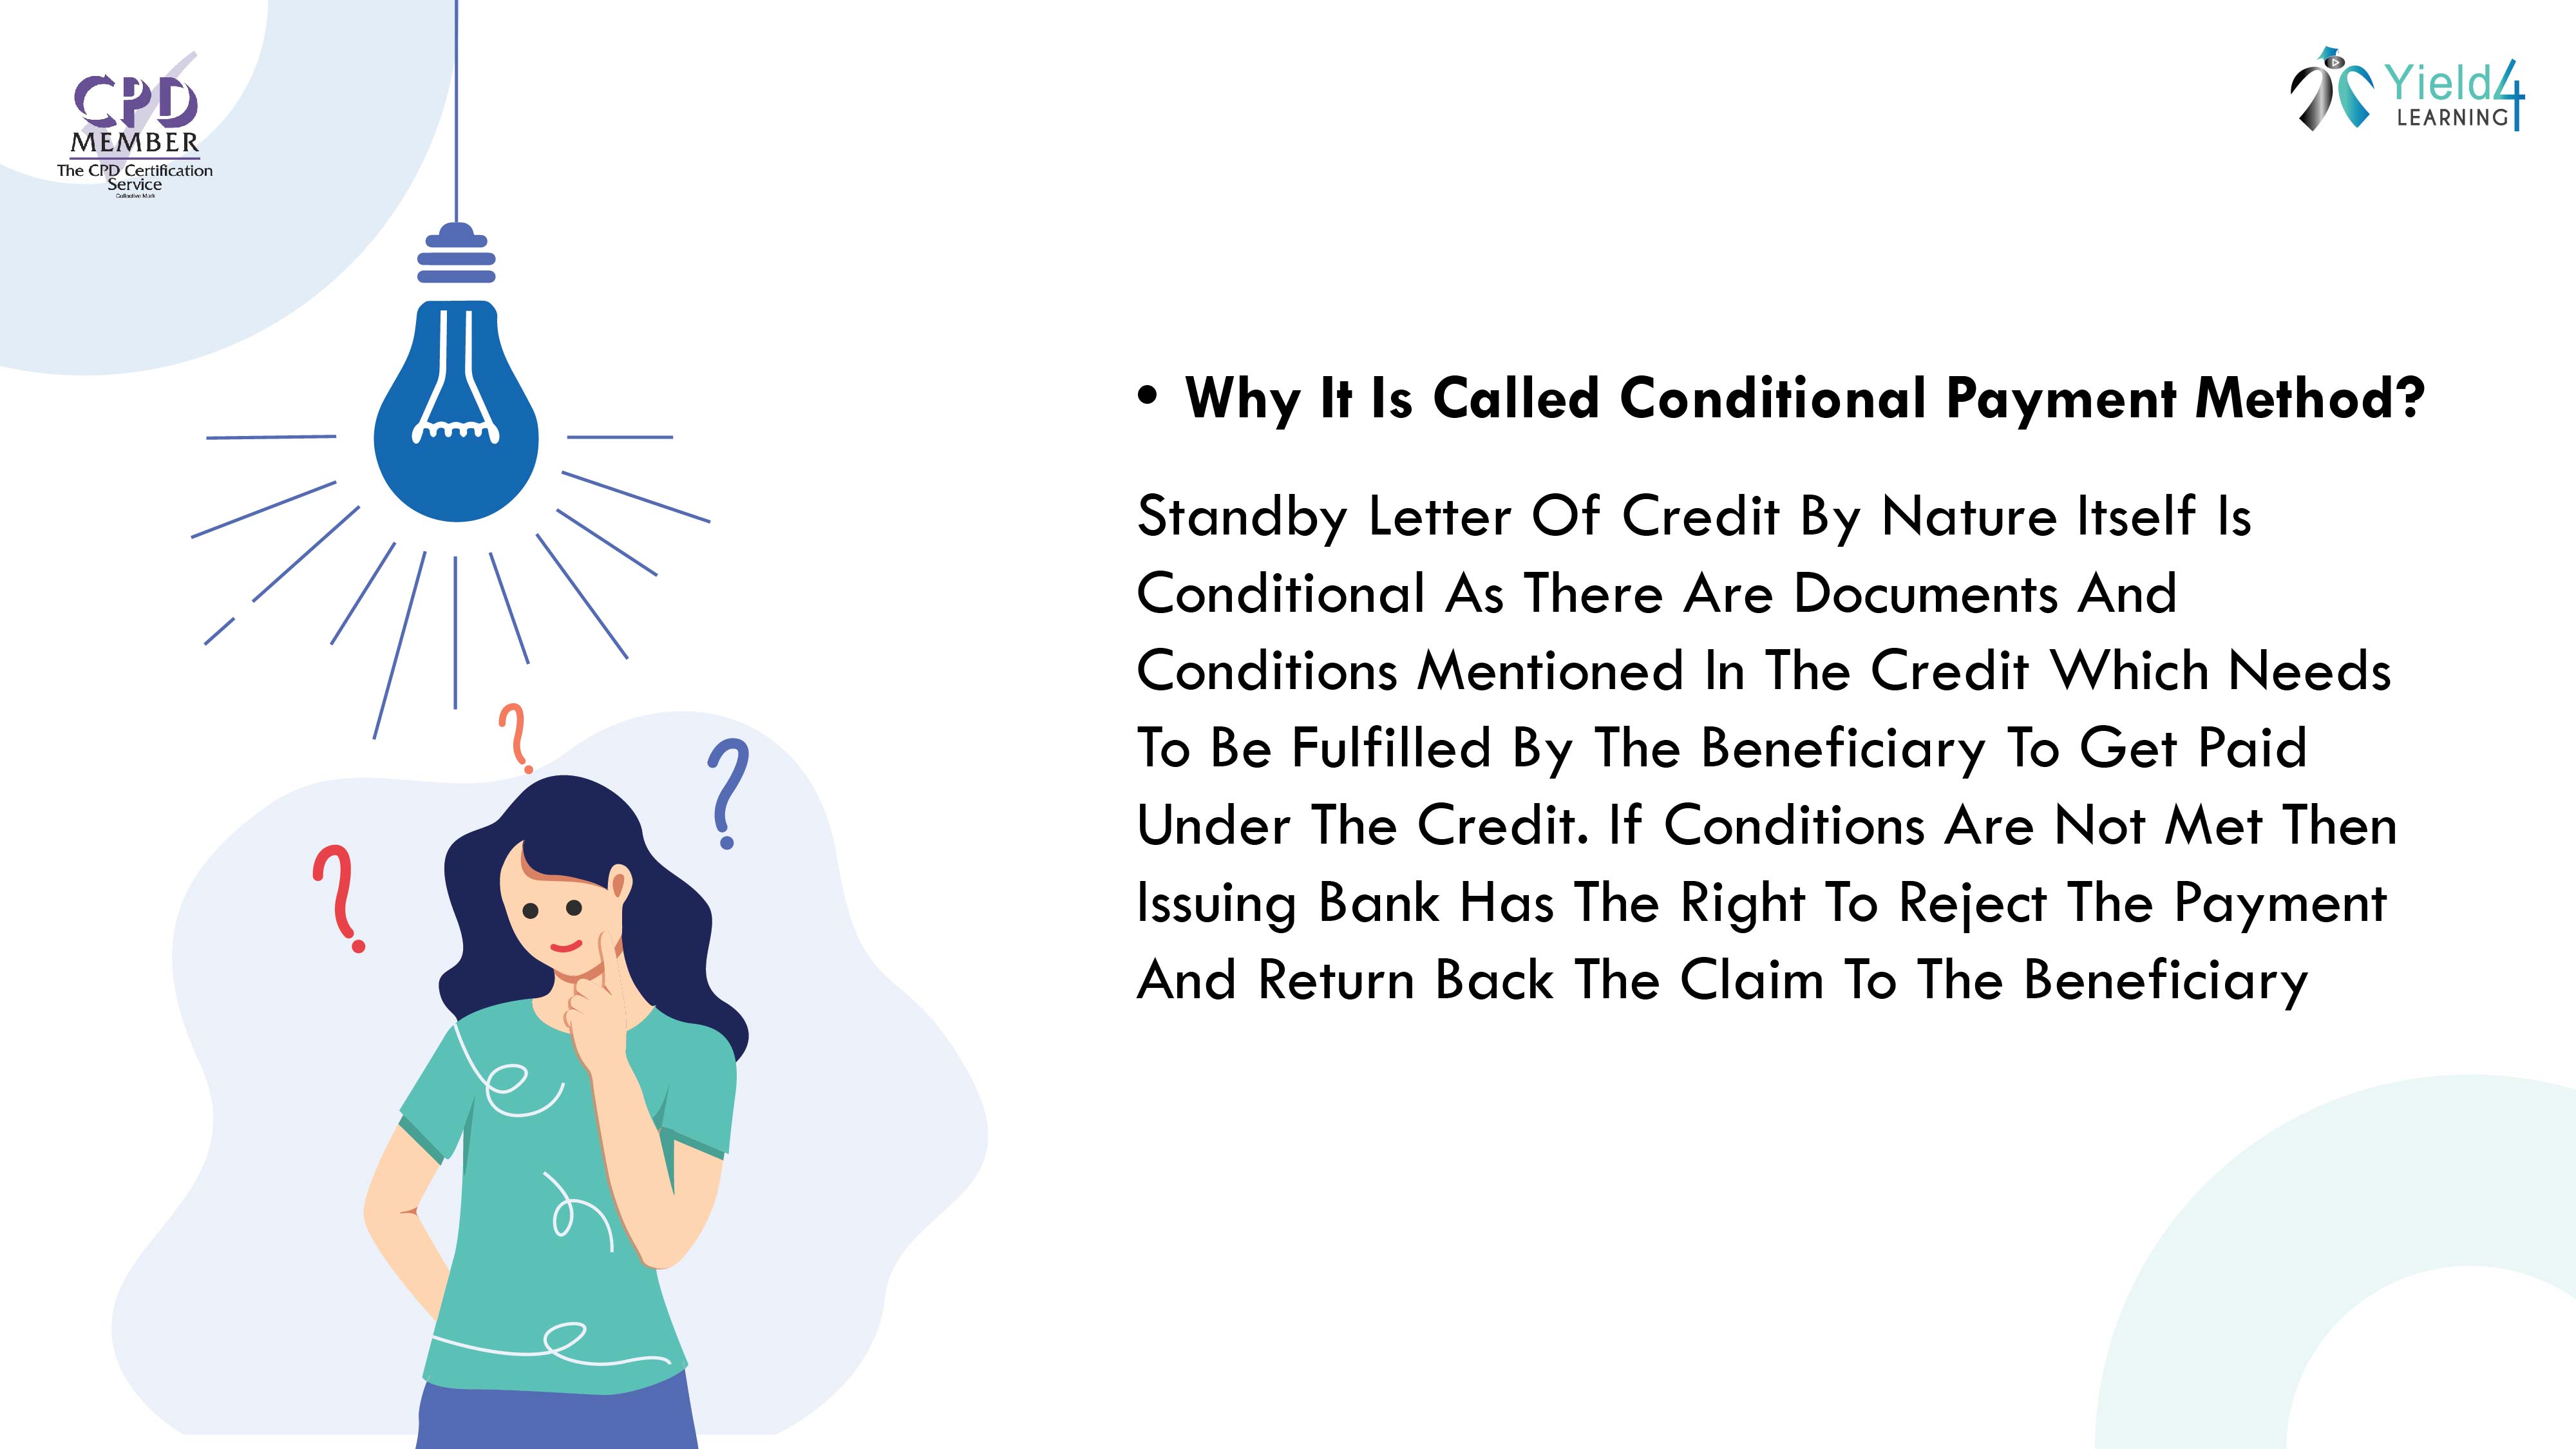 CPD
MEMBER
The CPD Certification
Service
Collective Mark
Yield4
LEARNING
• Why It Is Called Conditional Payment Method?
Standby Letter Of Credit By Nature Itself Is
Conditional As There Are Documents And
Conditions Mentioned In The Credit Which Needs
To Be Fulfilled By The Beneficiary To Get Paid
Under The Credit. If Conditions Are Not Met Then
Issuing Bank Has The Right To Reject The Payment
And Return Back The Claim To The Beneficiary
?
?
?